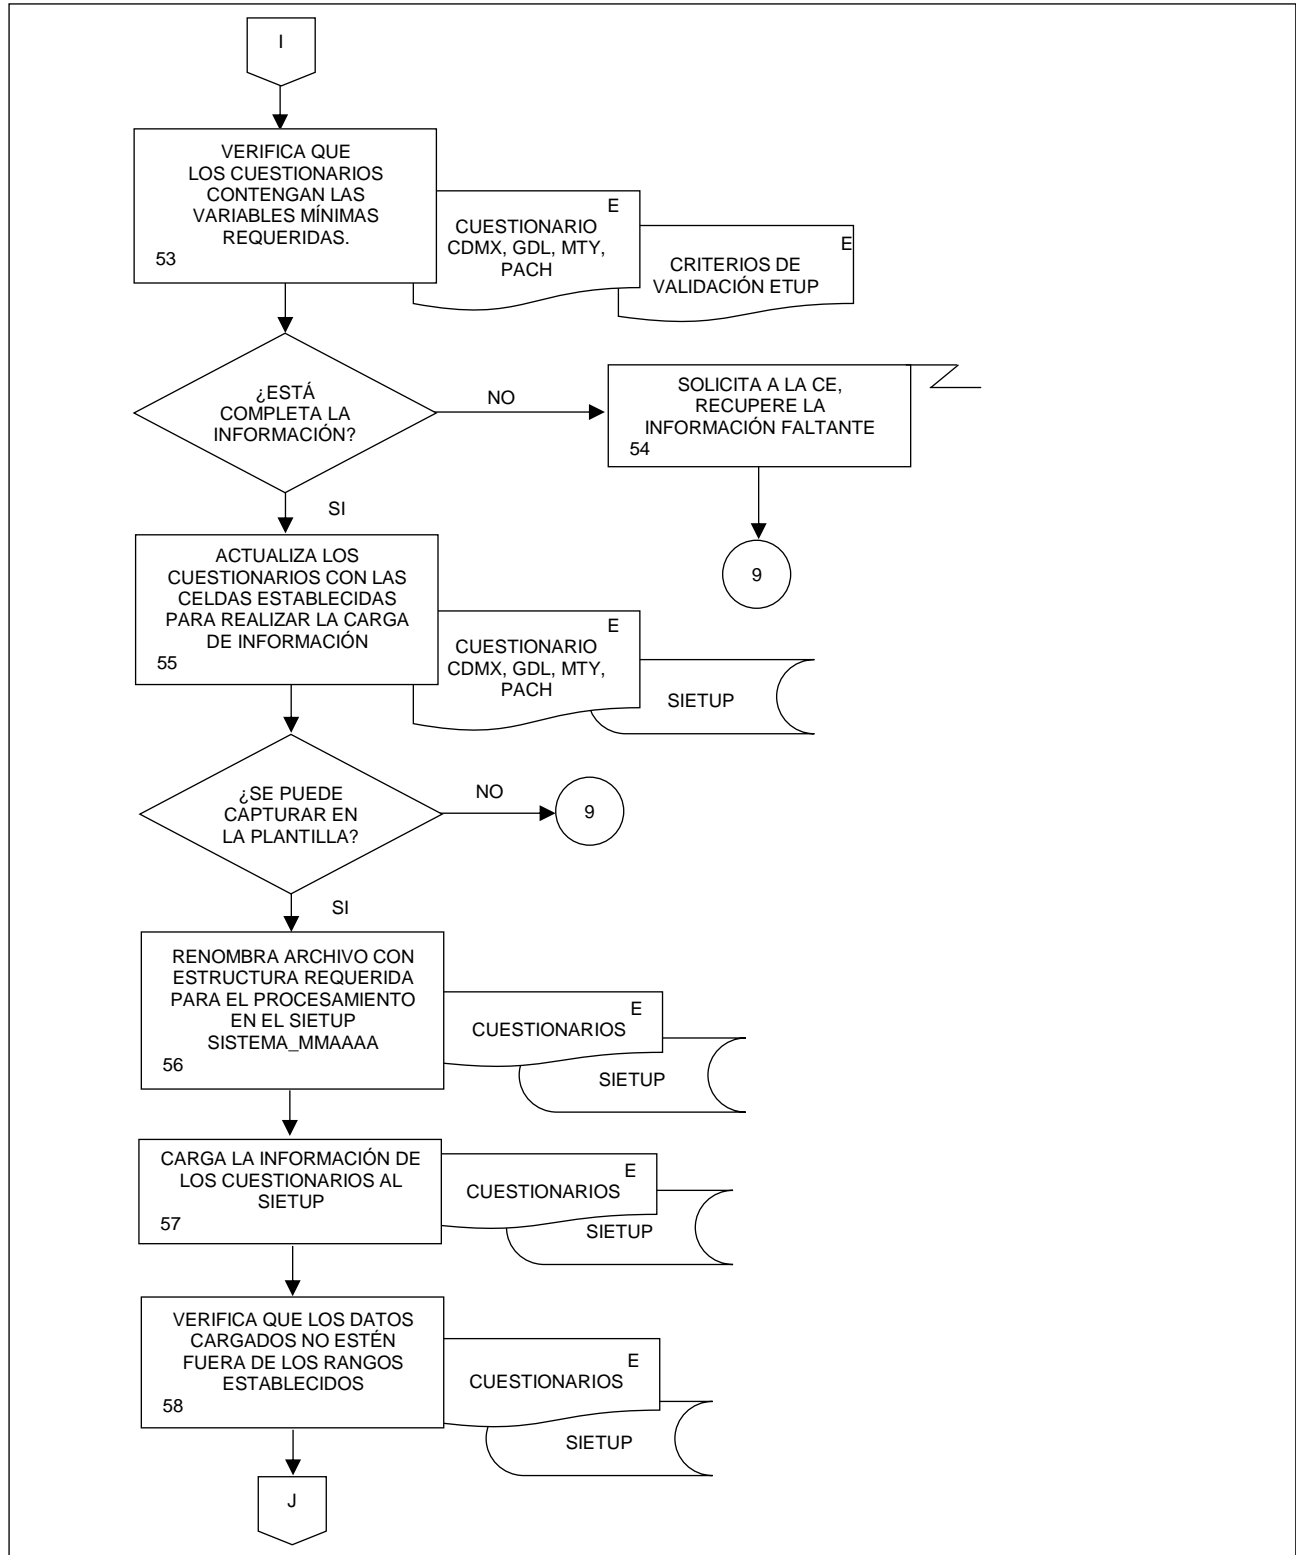 I
VERIFICA QUE
LOS CUESTIONARIOS
CONTENGAN LAS
VARIABLES MÍNIMAS
REQUERIDAS.
53
E
CUESTIONARIO
CDMX, GDL, MTY,
PACH
E
CRITERIOS DE
VALIDACIÓN ETUP
¿ESTÁ
COMPLETA LA
INFORMACIÓN?
NO
SOLICITA A LA CE,
RECUPERE LA
INFORMACIÓN FALTANTE
54
9
SI
ACTUALIZA LOS
CUESTIONARIOS CON LAS
CELDAS ESTABLECIDAS
PARA REALIZAR LA CARGA
DE INFORMACIÓN
55
E
CUESTIONARIO
CDMX, GDL, MTY,
PACH
SIETUP
¿SE PUEDE
CAPTURAR EN
LA PLANTILLA?
NO
9
SI
RENOMBRA ARCHIVO CON
ESTRUCTURA REQUERIDA
PARA EL PROCESAMIENTO
EN EL SIETUP
SISTEMA_MMAAAA
56
E
CUESTIONARIOS
SIETUP
CARGA LA INFORMACIÓN DE
LOS CUESTIONARIOS AL
SIETUP
57
E
CUESTIONARIOS
SIETUP
VERIFICA QUE LOS DATOS
CARGADOS NO ESTÉN
FUERA DE LOS RANGOS
ESTABLECIDOS
58
E
CUESTIONARIOS
SIETUP
J